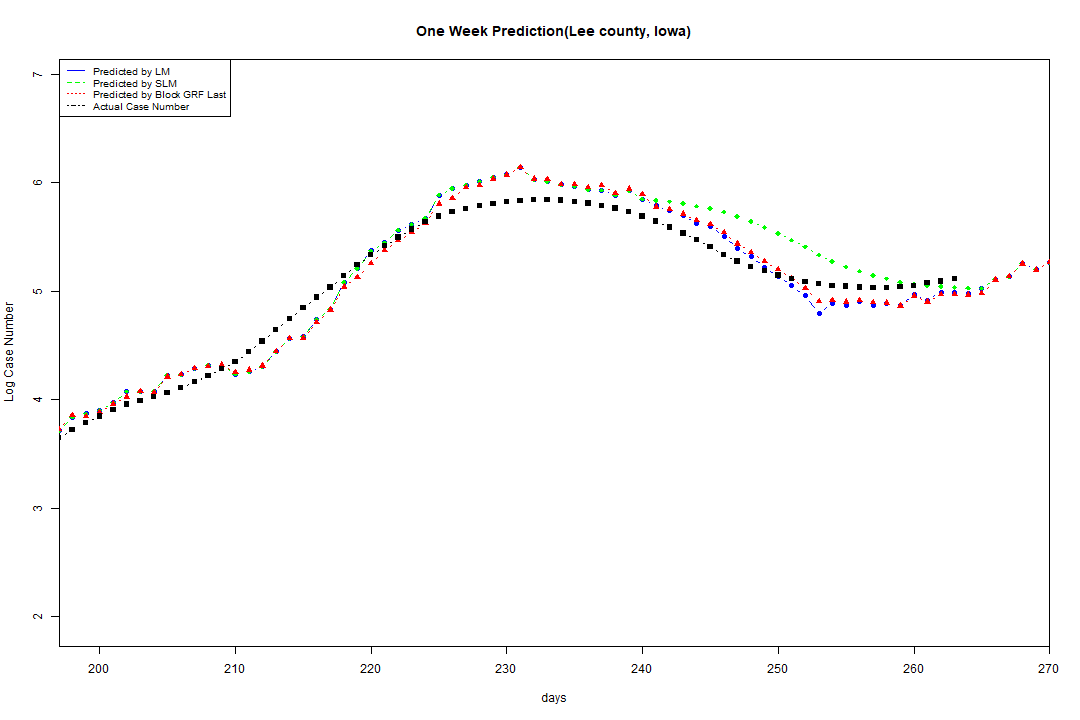 One Week Prediction(Lee county, Iowa)
Predicted by LM
Predicted by SLM
Predicted by Block GRF Last
Actual Case Number
7
6
5
4
3
2
Log Case Number
200 210 220 230 240 250 260 270
days